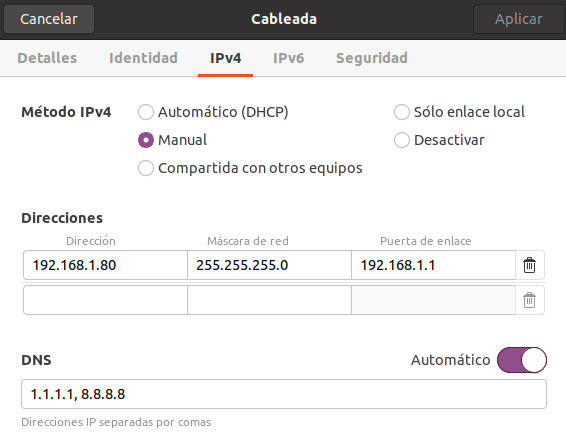 Cancelar Cableada Aplicar
Detalles Identidad IPv4 IPv6 Seguridad
Método IPv4 Automático (DHCP) Sólo enlace local
Manual Desactivar
Compartida con otros equipos
Direcciones
Dirección Máscara de red Puerta de enlace
192.168.1.80 255.255.255.0 192.168.1.1
DNS Automático
1.1.1.1, 8.8.8.8
Direcciones IP separadas por comas